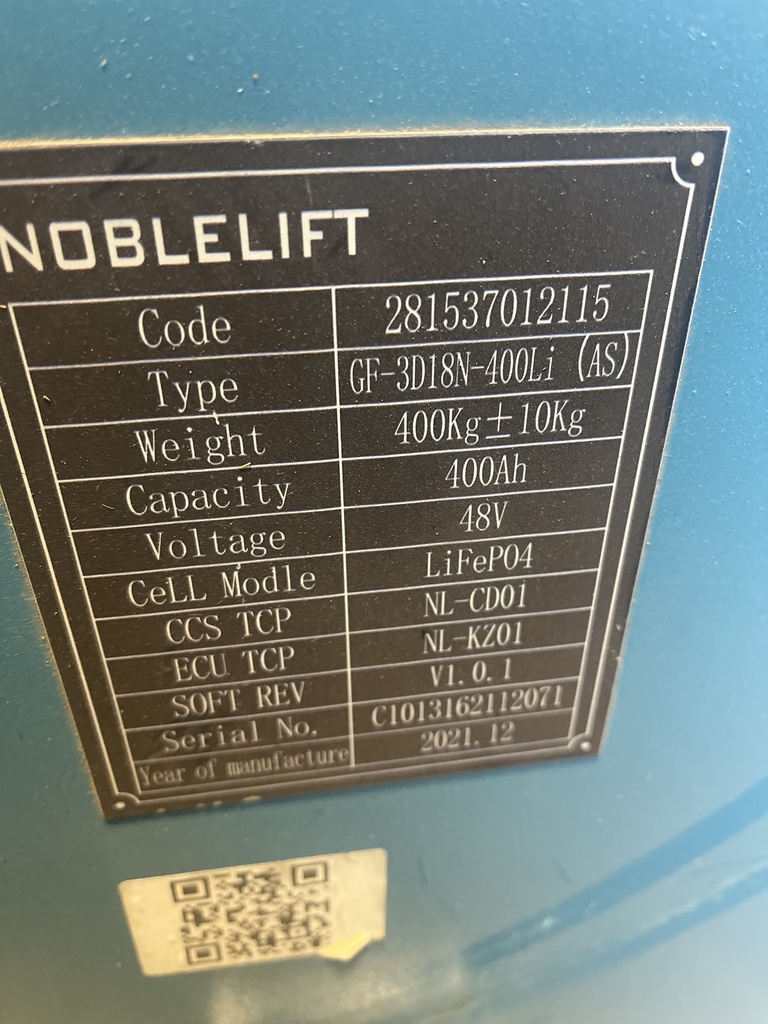 NOBLELIFT
Code 281537012115
Type GF-3D18N-400Li (AS)
Weight 400Kg±10Kg
Capacity 400Ah
Voltage 48V
CeLL Modle LiFePO4
CCS TCP NL-CD01
ECU TCP NL-KZ01
SOFT REV V1.0.1
Serial No. C1013162112071
Year of manufacture 2021.12